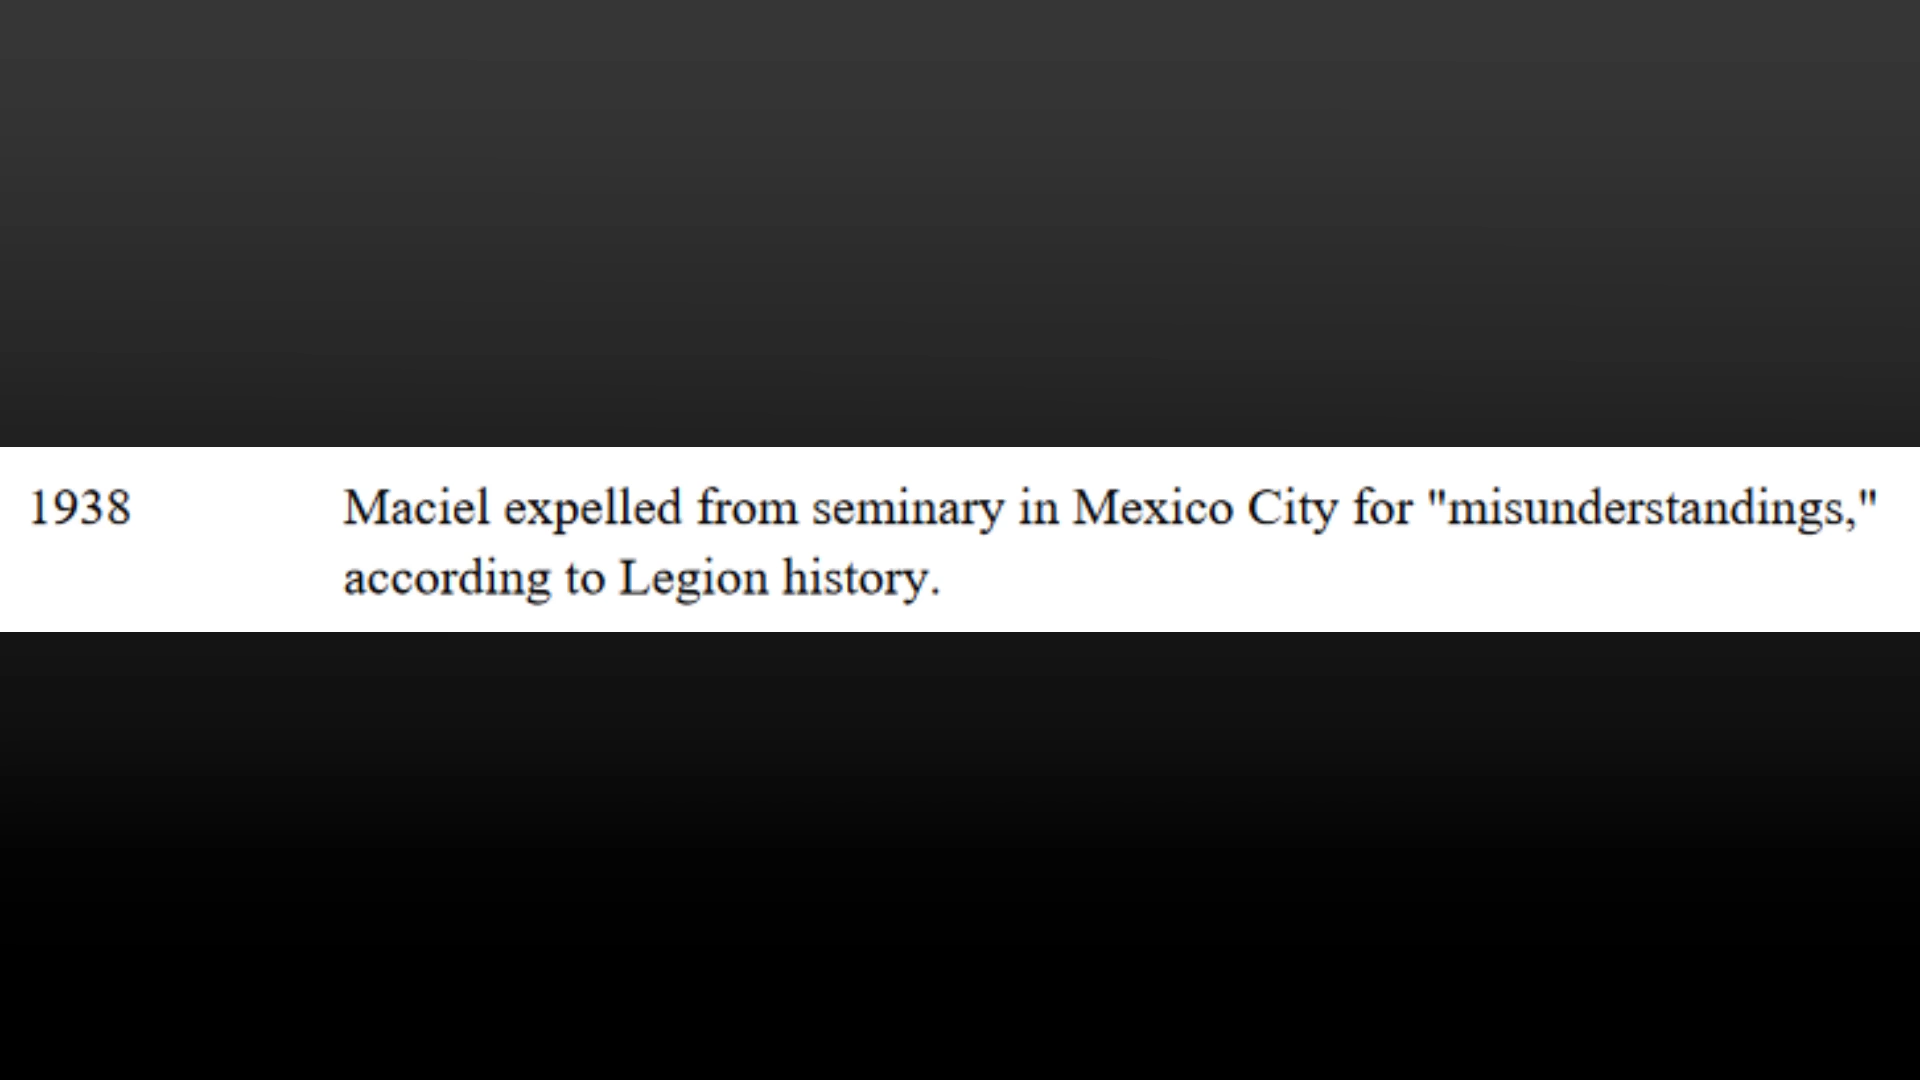 1938 Maciel expelled from seminary in Mexico City for "misunderstandings,"
according to Legion history.